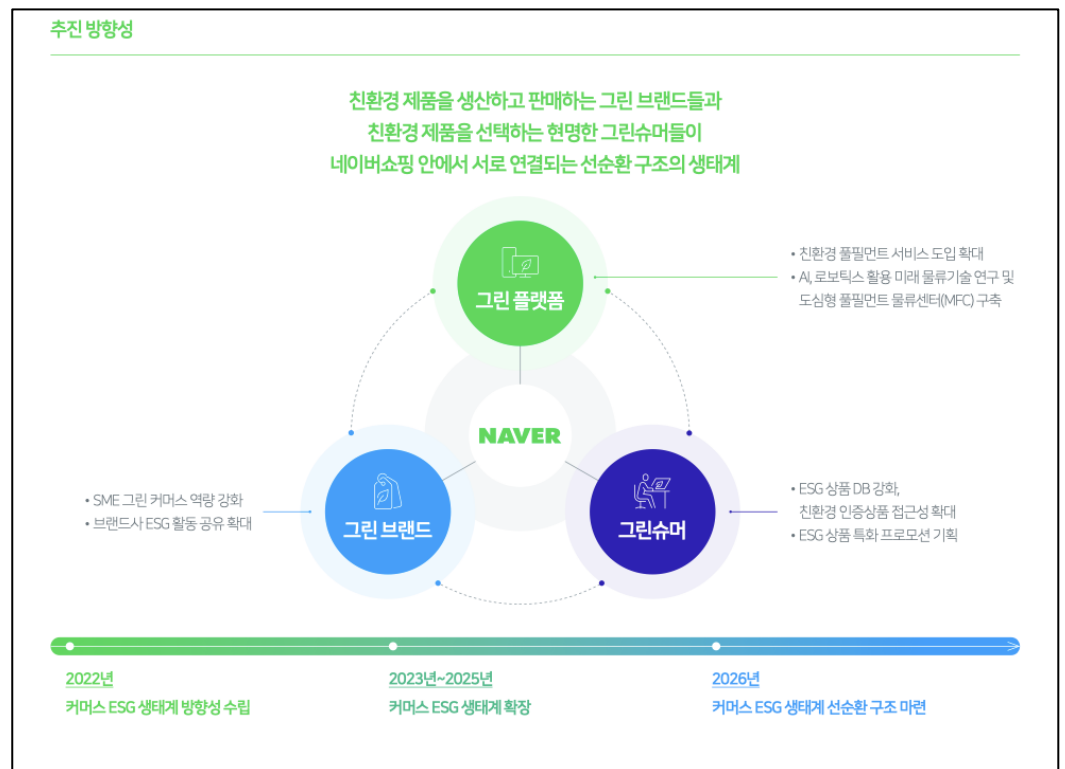 추진 방향성
친환경 제품을 생산하고 판매하는 그린 브랜드들과
친환경 제품을 선택하는 현명한 그린슈머들이
네이버쇼핑 안에서 서로 연결되는 선순환 구조의 생태계
그린 플랫폼
• 친환경 풀필먼트 서비스 도입 확대
• AI, 로보틱스 활용 미래 물류기술 연구 및
도심형 풀필먼트 물류센터(MFC) 구축
NAVER
• SME 그린 커머스 역량 강화
• 브랜드사 ESG 활동 공유 확대
그린 브랜드
그린슈머
• ESG 상품 DB 강화,
친환경 인증상품 접근성 확대
• ESG 상품 특화 프로모션 기획
2022년
커머스 ESG 생태계 방향성 수립
2023년~2025년
커머스 ESG 생태계 확장
2026년
커머스 ESG 생태계 선순환 구조 마련